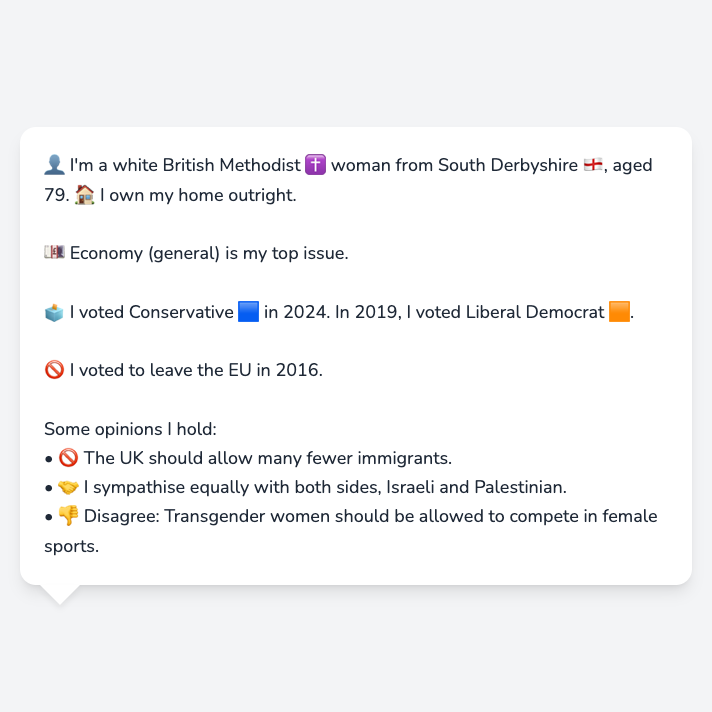 👤 I'm a white British Methodist ✝️ woman from South Derbyshire 🏴󠁧󠁢󠁥󠁮󠁧󠁿, aged
79. 🏠 I own my home outright.
💷 Economy (general) is my top issue.
🗳️ I voted Conservative 🟦 in 2024. In 2019, I voted Liberal Democrat 🟧.
🚫 I voted to leave the EU in 2016.
Some opinions I hold:
• 🚫 The UK should allow many fewer immigrants.
• 🤝 I sympathise equally with both sides, Israeli and Palestinian.
• 👎 Disagree: Transgender women should be allowed to compete in female
sports.